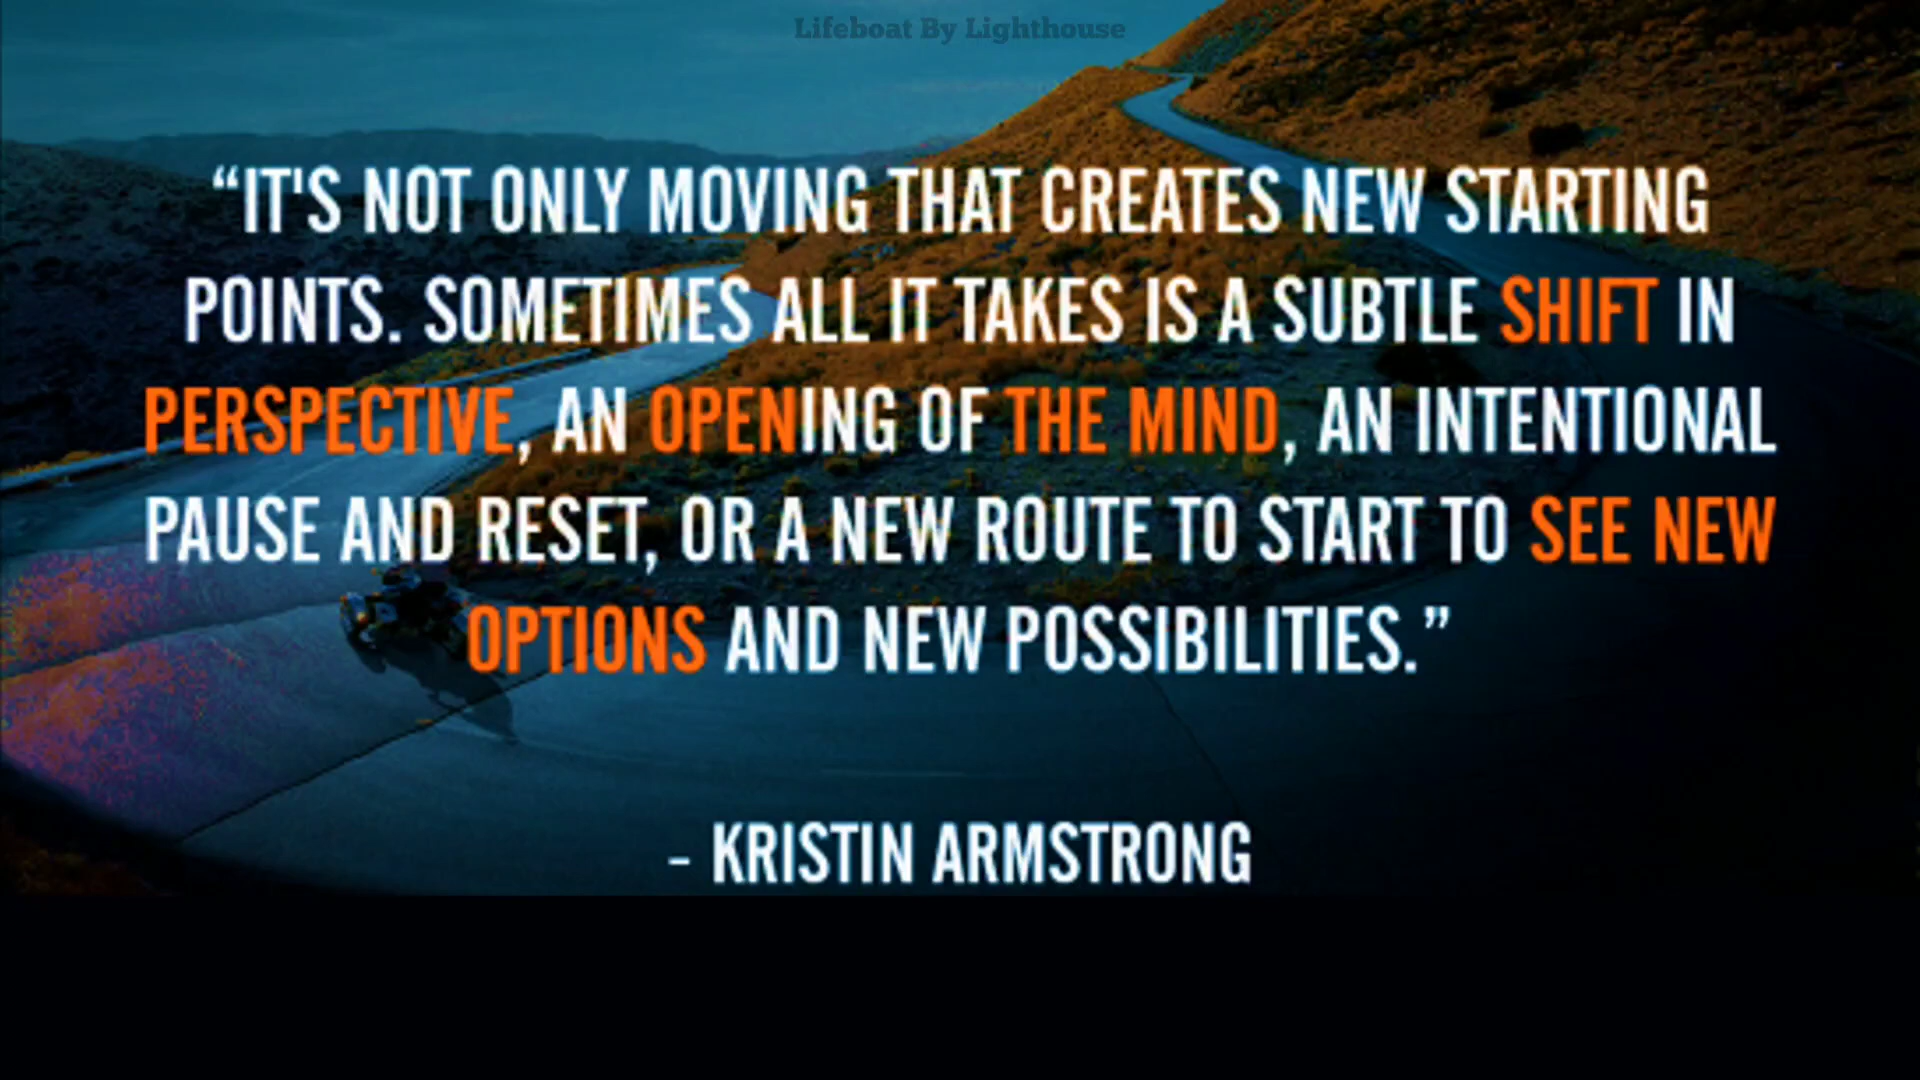 Lifeboat By Lighthouse
“IT'S NOT ONLY MOVING THAT CREATES NEW STARTING
POINTS. SOMETIMES ALL IT TAKES IS A SUBTLE SHIFT IN
PERSPECTIVE, AN OPENING OF THE MIND, AN INTENTIONAL
PAUSE AND RESET, OR A NEW ROUTE TO START TO SEE NEW
OPTIONS AND NEW POSSIBILITIES.”
– KRISTIN ARMSTRONG